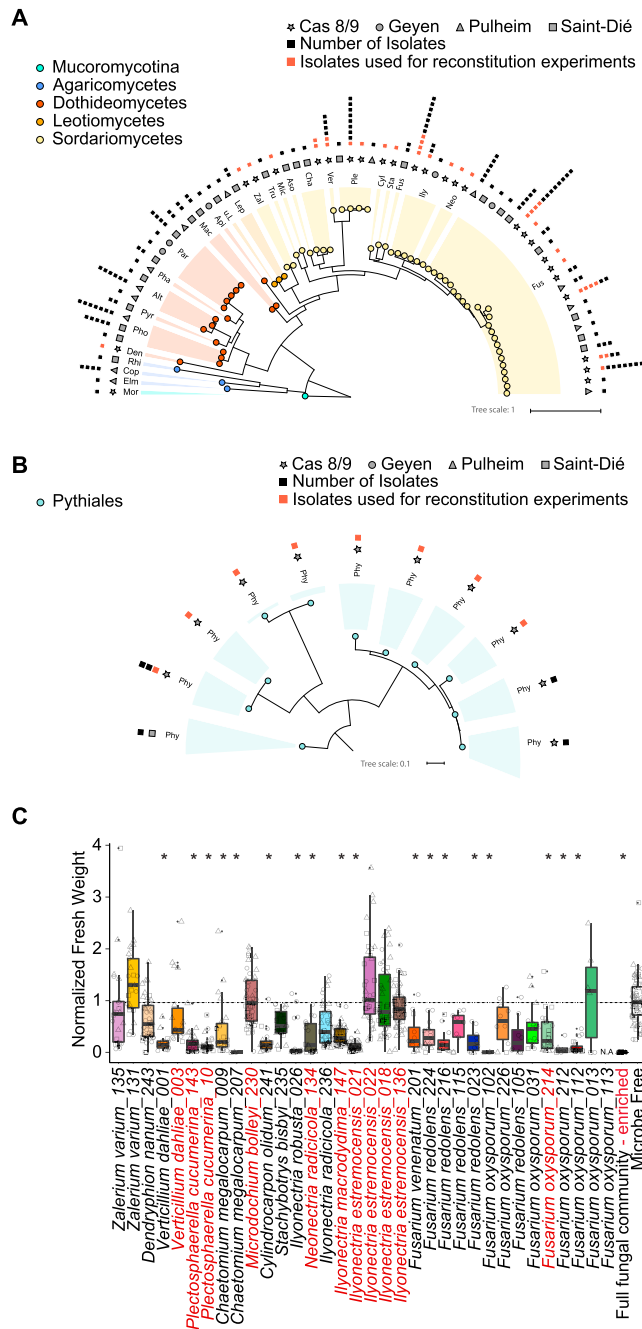 A
Cas 8/9 Geyen Pulheim Saint-Dié
Number of Isolates
Isolates used for reconstitution experiments
Mucoromycotina
Agaricomycetes
Dothideomycetes
Leotiomycetes
Sordariomycetes
Mor
Elm
Cop
Rhi
Den
Pho
Pyr
Alt
Pha
Par
Mac
Api
u.L
Lep
Zal
Tru
Mic
Aso
Cha
Ver
Ple
Cyl
Sta
Fus
Ily
Neo
Fus
Tree scale: 1
B
Cas 8/9 Geyen Pulheim Saint-Dié
Number of Isolates
Isolates used for reconstitution experiments
Pythiales
Phy
Phy
Phy
Phy
Phy
Phy
Phy
Phy
Phy
Phy
Phy
Tree scale: 0.1
C
Normalized Fresh Weight
4
3
2
1
0
* * * * * * * * * * * * * * * * * * *
N.A
Zalerium varium_135
Zalerium varium_131
Dendryphion nanum_243
Verticillium dahliae_001
Verticillium dahliae_003
Plectosphaerella cucumerina_143
Plectosphaerella cucumerina_10
Chaetomium megalocarpum_009
Chaetomium megalocarpum_207
Microdochium bolleyi_230
Cylindrocarpon olidum_241
Stachybotrys bisbyi_235
Ilyonectria robusta_026
Neonectria radicicola_134
Ilyonectria radicicola_236
Ilyonectria macrodydima_147
Ilyonectria estremocensis_021
Ilyonectria estremocensis_022
Ilyonectria estremocensis_018
Ilyonectria estremocensis_136
Fusarium venenatum_201
Fusarium redolens_224
Fusarium redolens_216
Fusarium redolens_115
Fusarium redolens_023
Fusarium oxysporum_102
Fusarium oxysporum_226
Fusarium redolens_105
Fusarium oxysporum_031
Fusarium oxysporum_214
Fusarium oxysporum_212
Fusarium oxysporum_112
Fusarium oxysporum_013
Fusarium oxysporum_113
Full fungal community - enriched
Microbe_Free